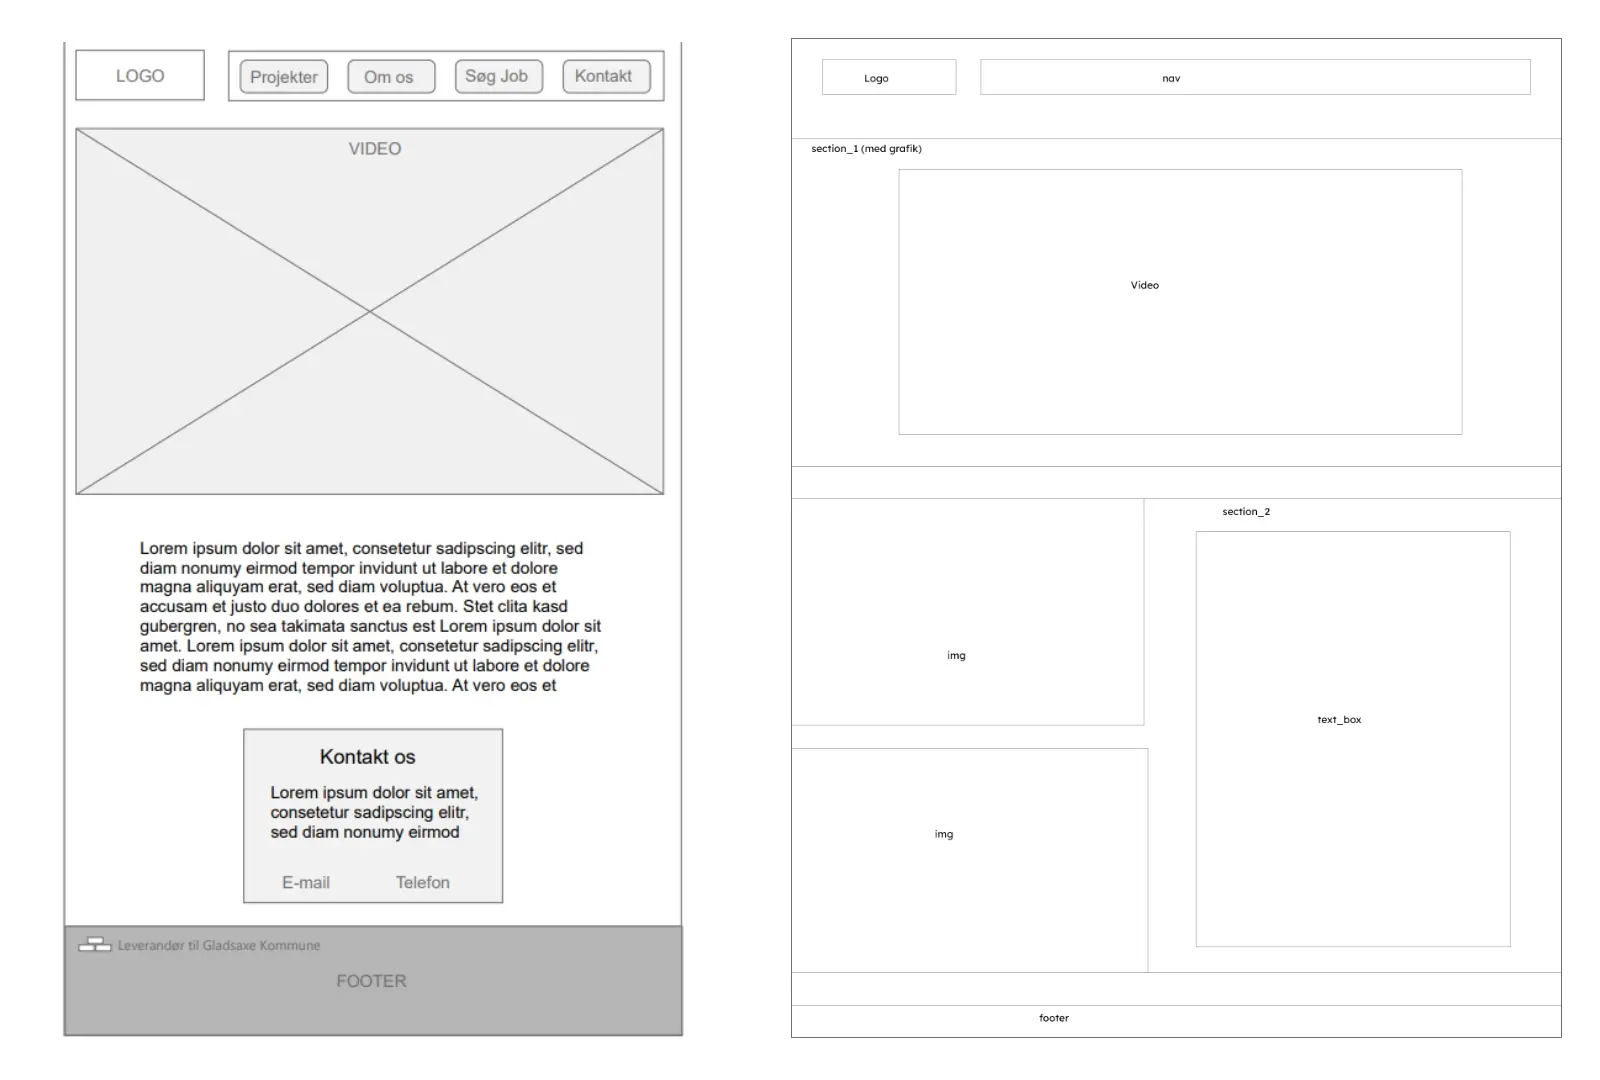 LOGO
Projekter
Om os
Søg Job
Kontakt
VIDEO
Lorem ipsum dolor sit amet, consetetur sadipscing elitr, sed
diam nonumy eirmod tempor invidunt ut labore et dolore
magna aliquyam erat, sed diam voluptua. At vero eos et
accusam et justo duo dolores et ea rebum. Stet clita kasd
gubergren, no sea takimata sanctus est Lorem ipsum dolor sit
amet. Lorem ipsum dolor sit amet, consetetur sadipscing elitr,
sed diam nonumy eirmod tempor invidunt ut labore et dolore
magna aliquyam erat, sed diam voluptua. At vero eos et
Kontakt os
Lorem ipsum dolor sit amet,
consetetur sadipscing elitr,
sed diam nonumy eirmod
E-mail
Telefon
Leverandør til Gladsaxe Kommune
FOOTER
Logo
nav
section_1 (med grafik)
Video
section_2
img
text_box
img
footer